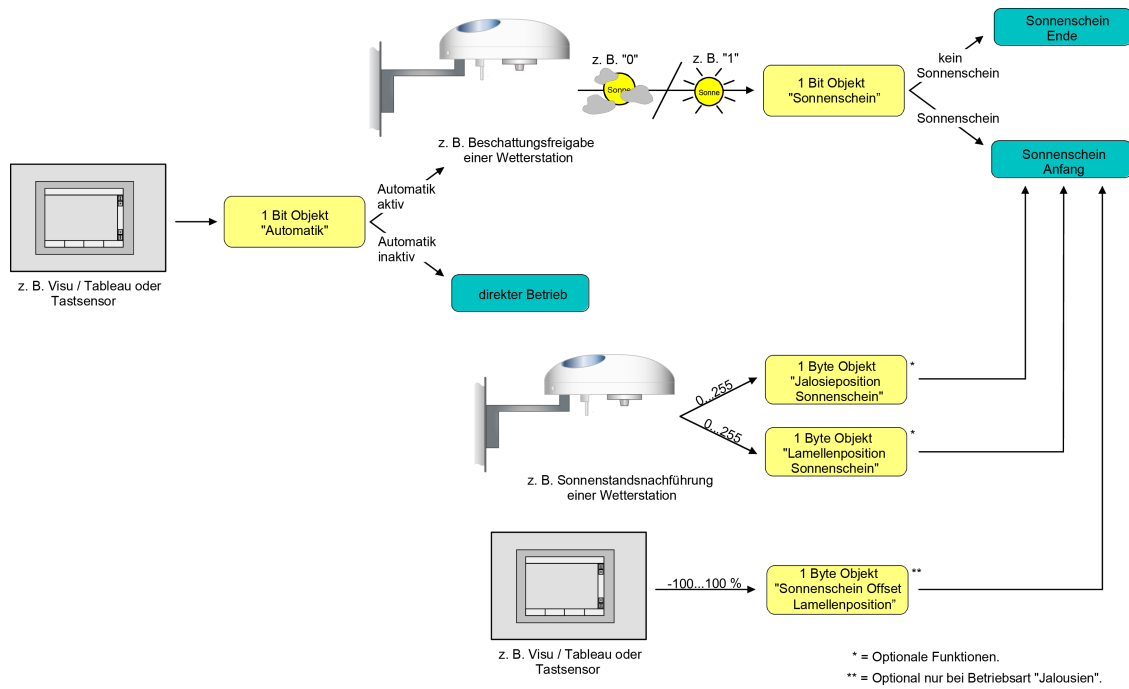 Sonnenschein
Ende
z. B. "0"
z. B. "1"
kein
Sonnenschein
Sonne
Sonne
1 Bit Objekt
"Sonnenschein"
Sonnenschein
z. B. Beschattungsfreigabe
einer Wetterstation
Sonnenschein
Anfang
Automatik
aktiv
1 Bit Objekt
"Automatik"
Automatik
inaktiv
z. B. Visu / Tableau oder
Tastsensor
direkter Betrieb
1 Byte Objekt
"Jalosieposition
Sonnenschein"
*
0...255
0...255
1 Byte Objekt
"Lamellenposition
Sonnenschein"
*
z. B. Sonnenstandsnachführung
einer Wetterstation
-100...100 %
1 Byte Objekt
"Sonnenschein Offset
Lamellenposition"
**
z. B. Visu / Tableau oder
Tastsensor
* = Optionale Funktionen.
** = Optional nur bei Betriebsart "Jalousien".